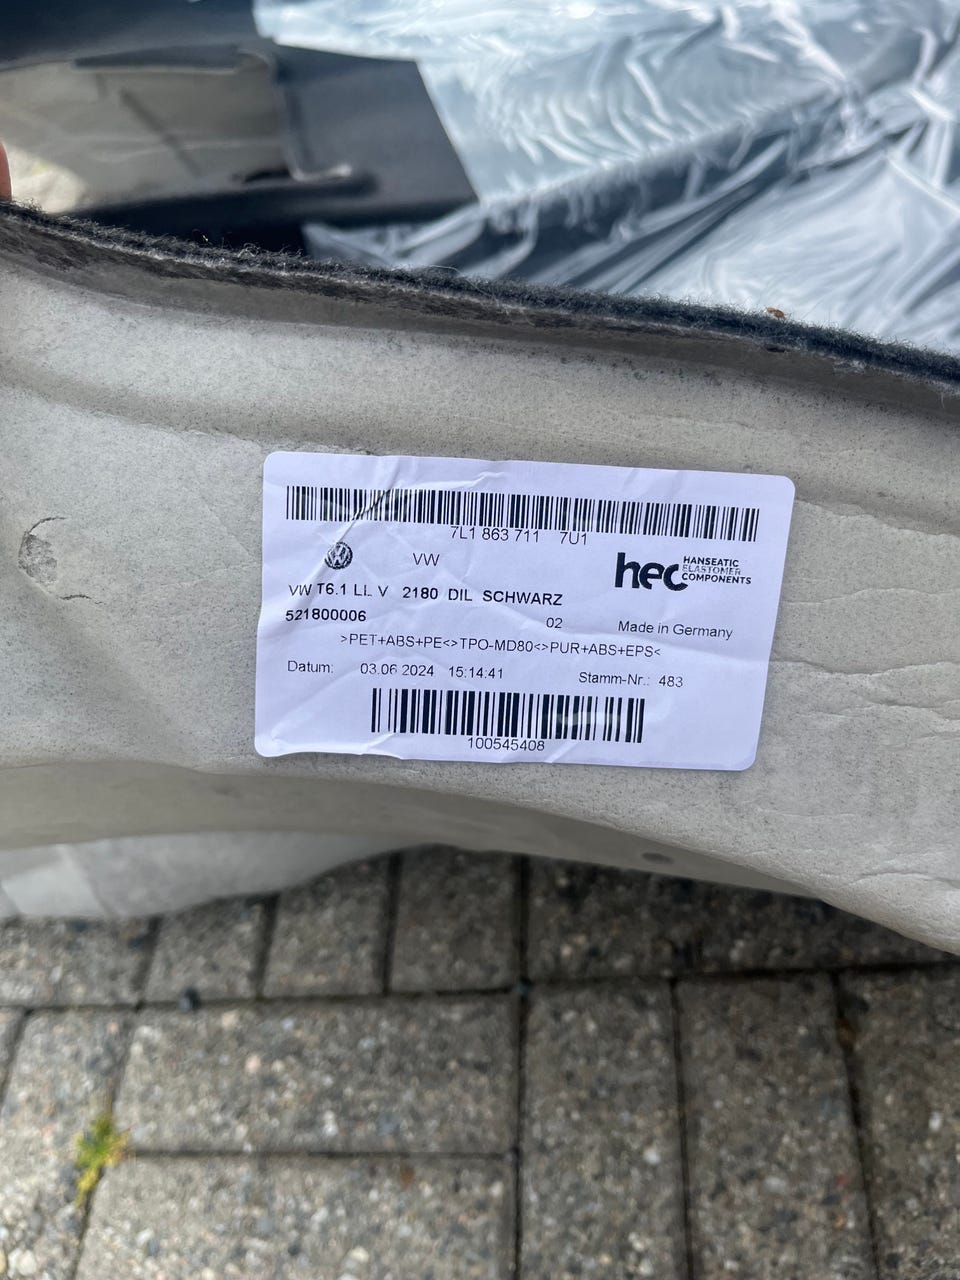 7L1 863 711 7U1
VW
hec HANSEATIC
ELASTOMER
COMPONENTS
VW T6.1 LL V 2180 DIL SCHWARZ
521800006 02 Made in Germany
>PET+ABS+PE<>TPO-MD80<>PUR+ABS+EPS<
Datum: 03.06.2024 15:14:41 Stamm-Nr.: 483
100545408